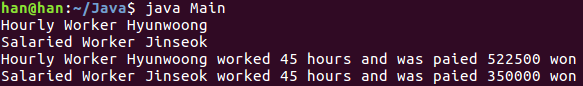 han@han:~/Java$ java Main
Hourly Worker Hyunwoong
Salaried Worker Jinseok
Hourly Worker Hyunwoong worked 45 hours and was paied 522500 won
Salaried Worker Jinseok worked 45 hours and was paied 350000 won